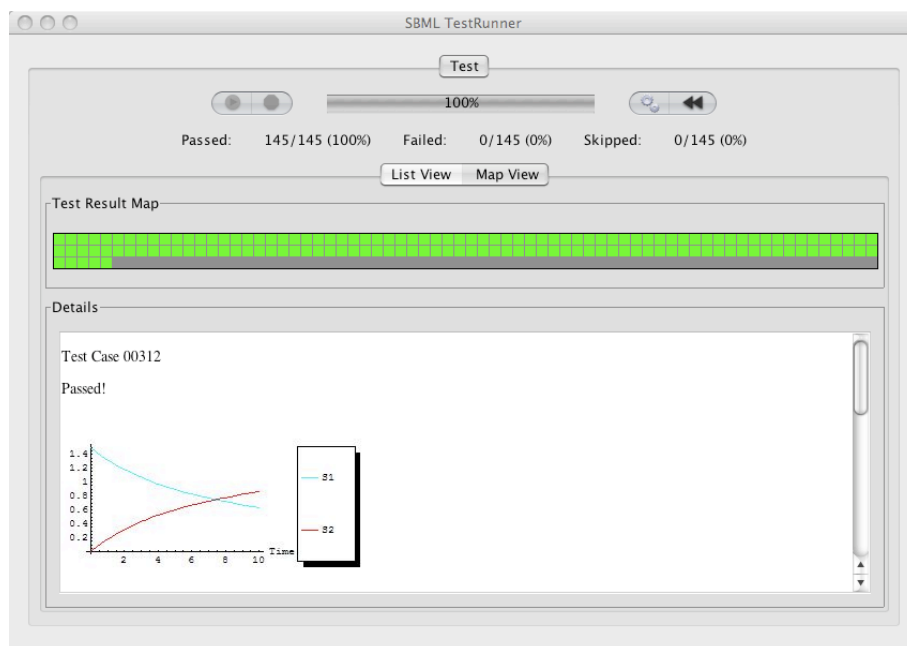 SBML TestRunner
Test
100%
Passed: 145/145 (100%) Failed: 0/145 (0%) Skipped: 0/145 (0%)
List View Map View
Test Result Map
Details
Test Case 00312
Passed!
1.4
1.2
1
0.8
0.6
0.4
0.2
2 4 6 8 10 Time
S1
S2